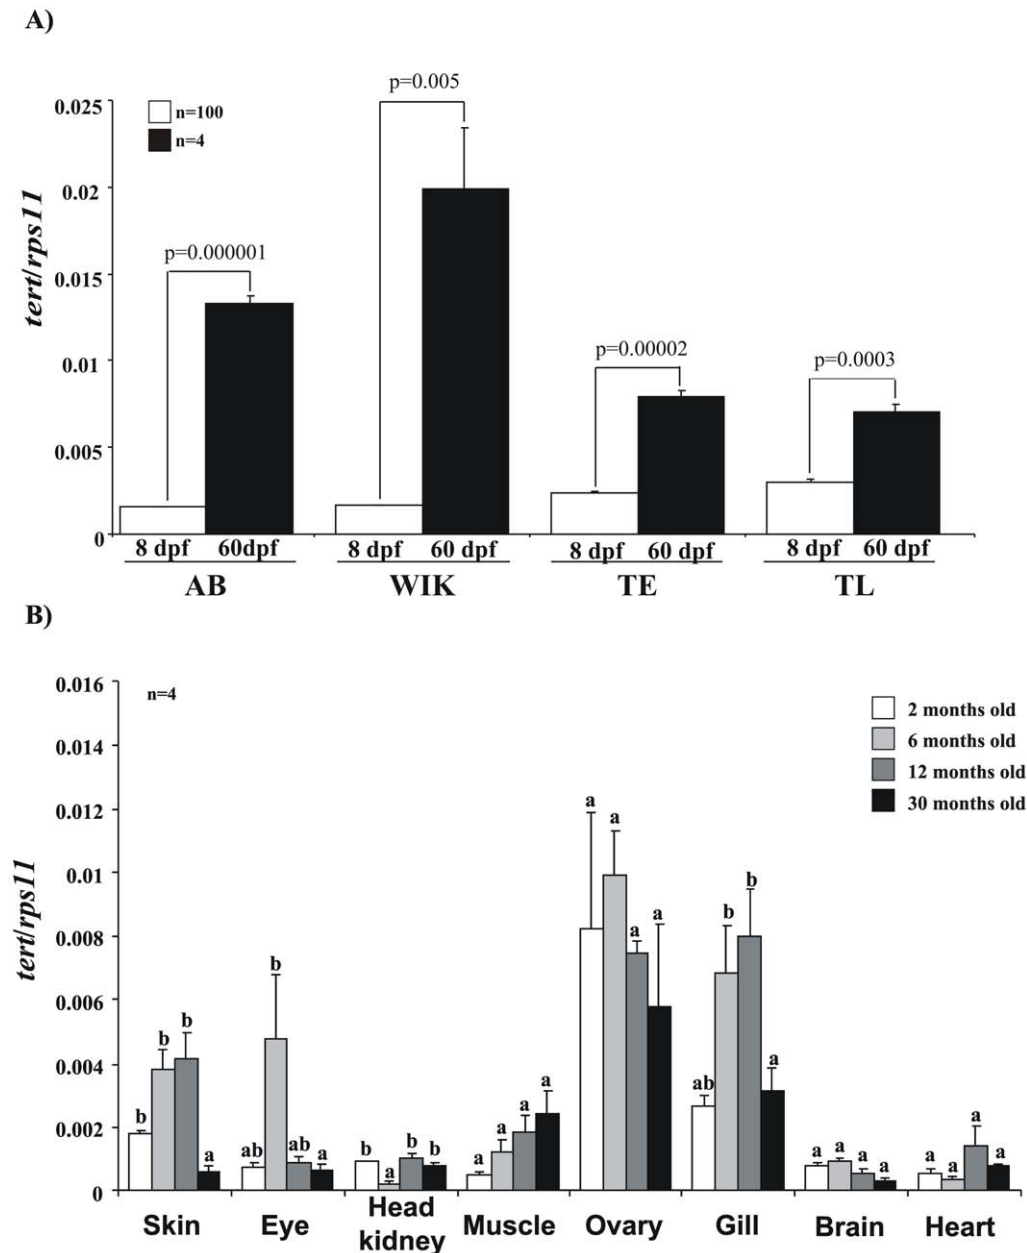 A)
p=0.005
0.025
n=100
n=4
0.02
p=0.000001
0.015
tert/rps11
p=0.00002
p=0.0003
0.01
0.005
0
8 dpf 60dpf 8 dpf 60 dpf 8 dpf 60 dpf 8 dpf 60 dpf
AB WIK TE TL
B)
0.016
n=4
2 months old
0.014
6 months old
12 months old
0.012
30 months old
a a a a
0.01
b b
ab a
0.008
tert/rps11
0.006
b
b b
0.004
b a
a a a a
0.002
ab ab a
b a b b
a a a a
a a a a
0
Skin Eye Head kidney Muscle Ovary Gill Brain Heart